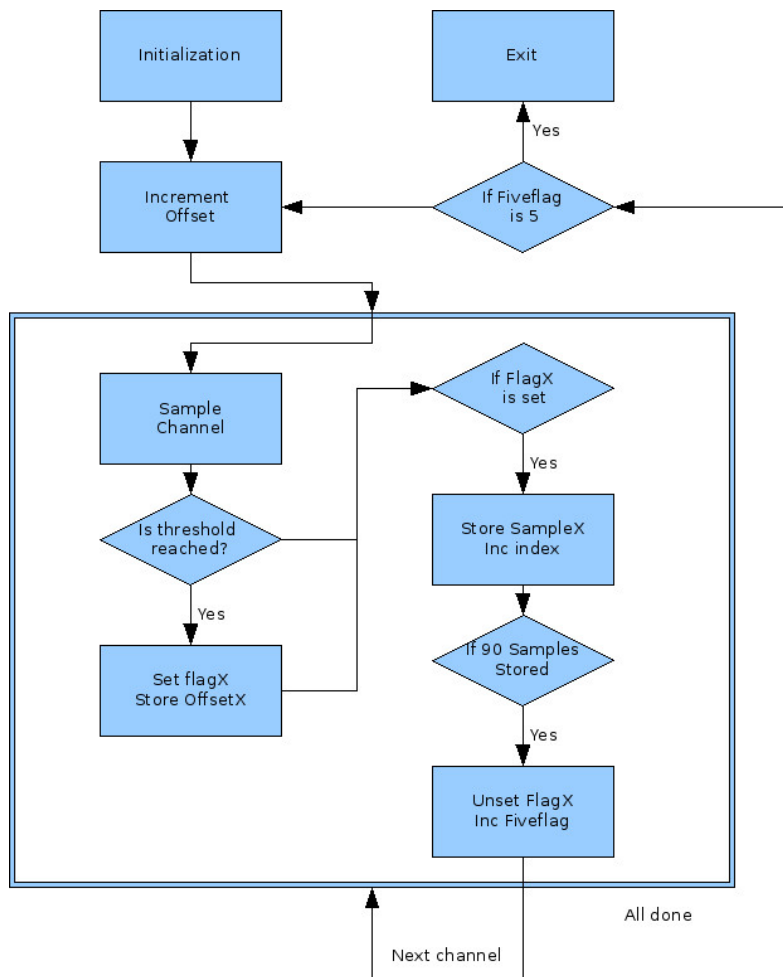 Initialization
Exit
Yes
Increment
Offset
If Fiveflag
is 5
Sample
Channel
If FlagX
is set
Is threshold
reached?
Yes
Store SampleX
Inc index
Yes
Set flagX
Store OffsetX
If 90 Samples
Stored
Yes
Unset FlagX
Inc Fiveflag
All done
Next channel